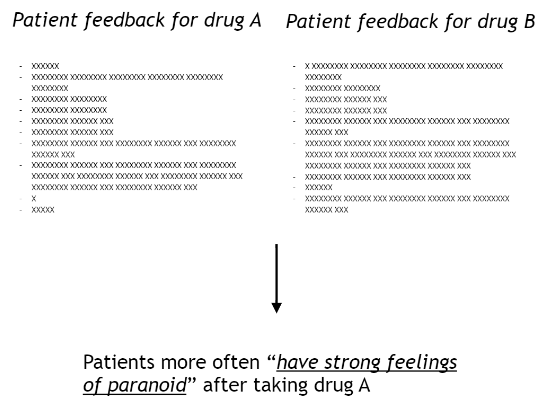 Patient feedback for drug A
- XXXXXX
- XXXXXXXX XXXXXXXX XXXXXXXX XXXXXXXX XXXXXXXX
XXXXXXXX
- XXXXXXXX XXXXXXXX
- XXXXXXXX XXXXXXXX
- XXXXXXXX XXXXXX XXX
- XXXXXXXX XXXXXX XXX
- XXXXXXXX XXXXXX XXX XXXXXXXX XXXXXX XXX XXXXXXXX
XXXXXX XXX
- XXXXXXXX XXXXXX XXX XXXXXXXX XXXXXX XXX XXXXXXXX
XXXXXX XXX XXXXXXXX XXXXXX XXX XXXXXXXX XXXXXX XXX
XXXXXXXX XXXXXX XXX XXXXXXXX XXXXXX XXX
- X
- XXXXX
Patient feedback for drug B
- X XXXXXXXX XXXXXXXX XXXXXXXX XXXXXXXX XXXXXXXX
XXXXXXXX
- XXXXXXXX XXXXXXXX
- XXXXXXXX XXXXXX XXX
- XXXXXXXX XXXXXX XXX
- XXXXXXXX XXXXXX XXX XXXXXXXX XXXXXX XXX XXXXXXXX
XXXXXX XXX
- XXXXXXXX XXXXXX XXX XXXXXXXX XXXXXX XXX XXXXXXXX
XXXXXX XXX XXXXXXXX XXXXXX XXX XXXXXXXX XXXXXX XXX
XXXXXXXX XXXXXX XXX XXXXXXXX XXXXXX XXX
- XXXXXXXX XXXXXX XXX XXXXXXXX XXXXXX XXX
- XXXXXX
- XXXXXXXX XXXXXX XXX XXXXXXXX XXXXXX XXX XXXXXXXX
XXXXXX XXX
Patients more often “have strong feelings
of paranoid” after taking drug A